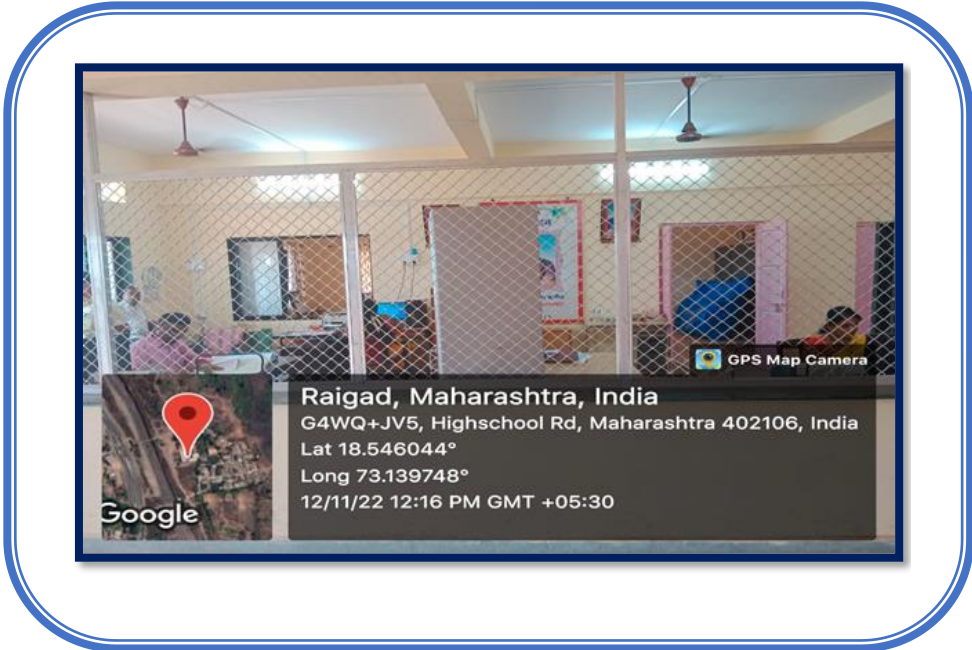 GPS Map Camera
Raigad, Maharashtra, India
G4WQ+JV5, Highschool Rd, Maharashtra 402106, India
Lat 18.546044°
Long 73.139748°
12/11/22 12:16 PM GMT +05:30
Google